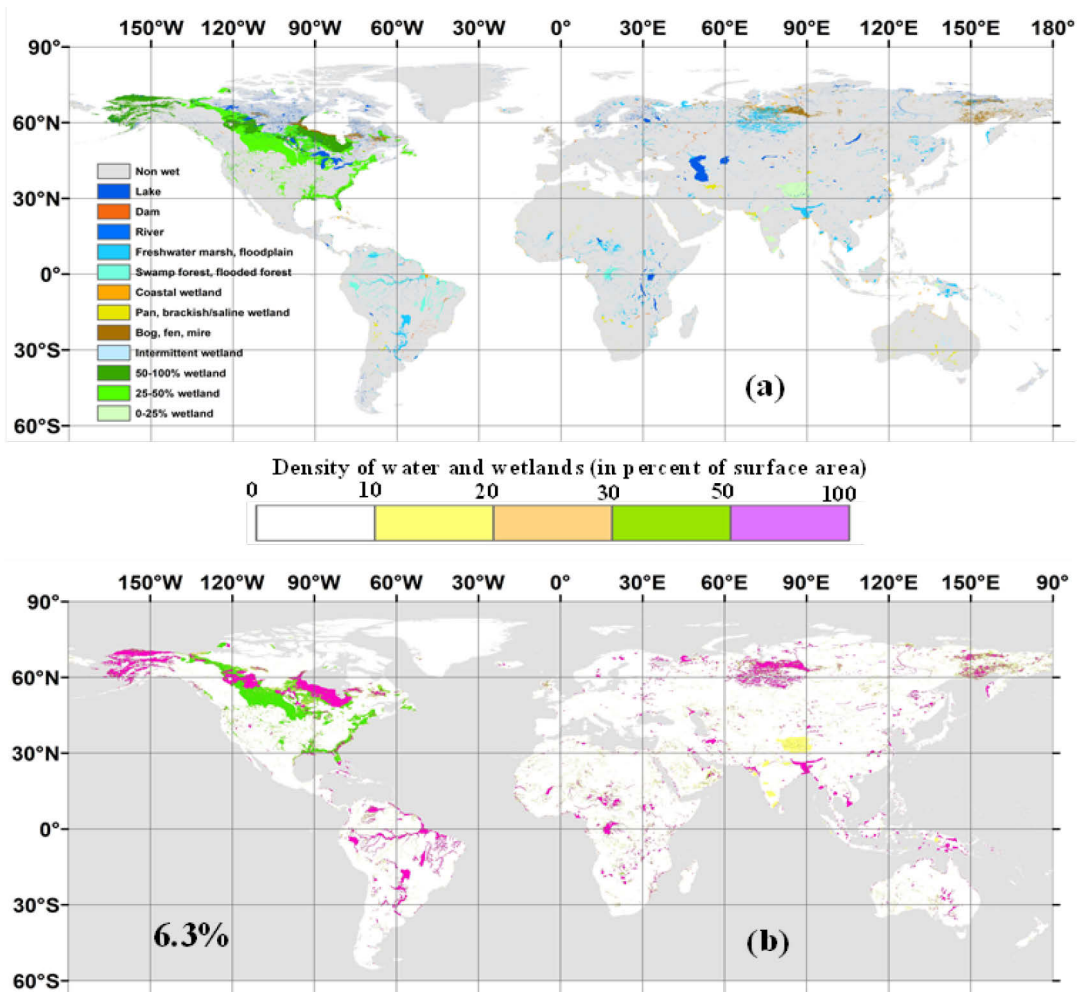 150°W 120°W 90°W 60°W 30°W 0° 30°E 60°E 90°E 120°E 150°E 180°
90°
60°N
30°N
0°
30°S
60°S
Non wet
Lake
Dam
River
Freshwater marsh, floodplain
Swamp forest, flooded forest
Coastal wetland
Pan, brackish/saline wetland
Bog, fen, mire
Intermittent wetland
50-100% wetland
25-50% wetland
0-25% wetland
(a)
Density of water and wetlands (in percent of surface area)
0 10 20 30 50 100
150°W 120°W 90°W 60°W 30°W 0° 30°E 60°E 90°E 120°E 150°E 90°
90°
60°N
30°N
0°
30°S
60°S
6.3%
(b)